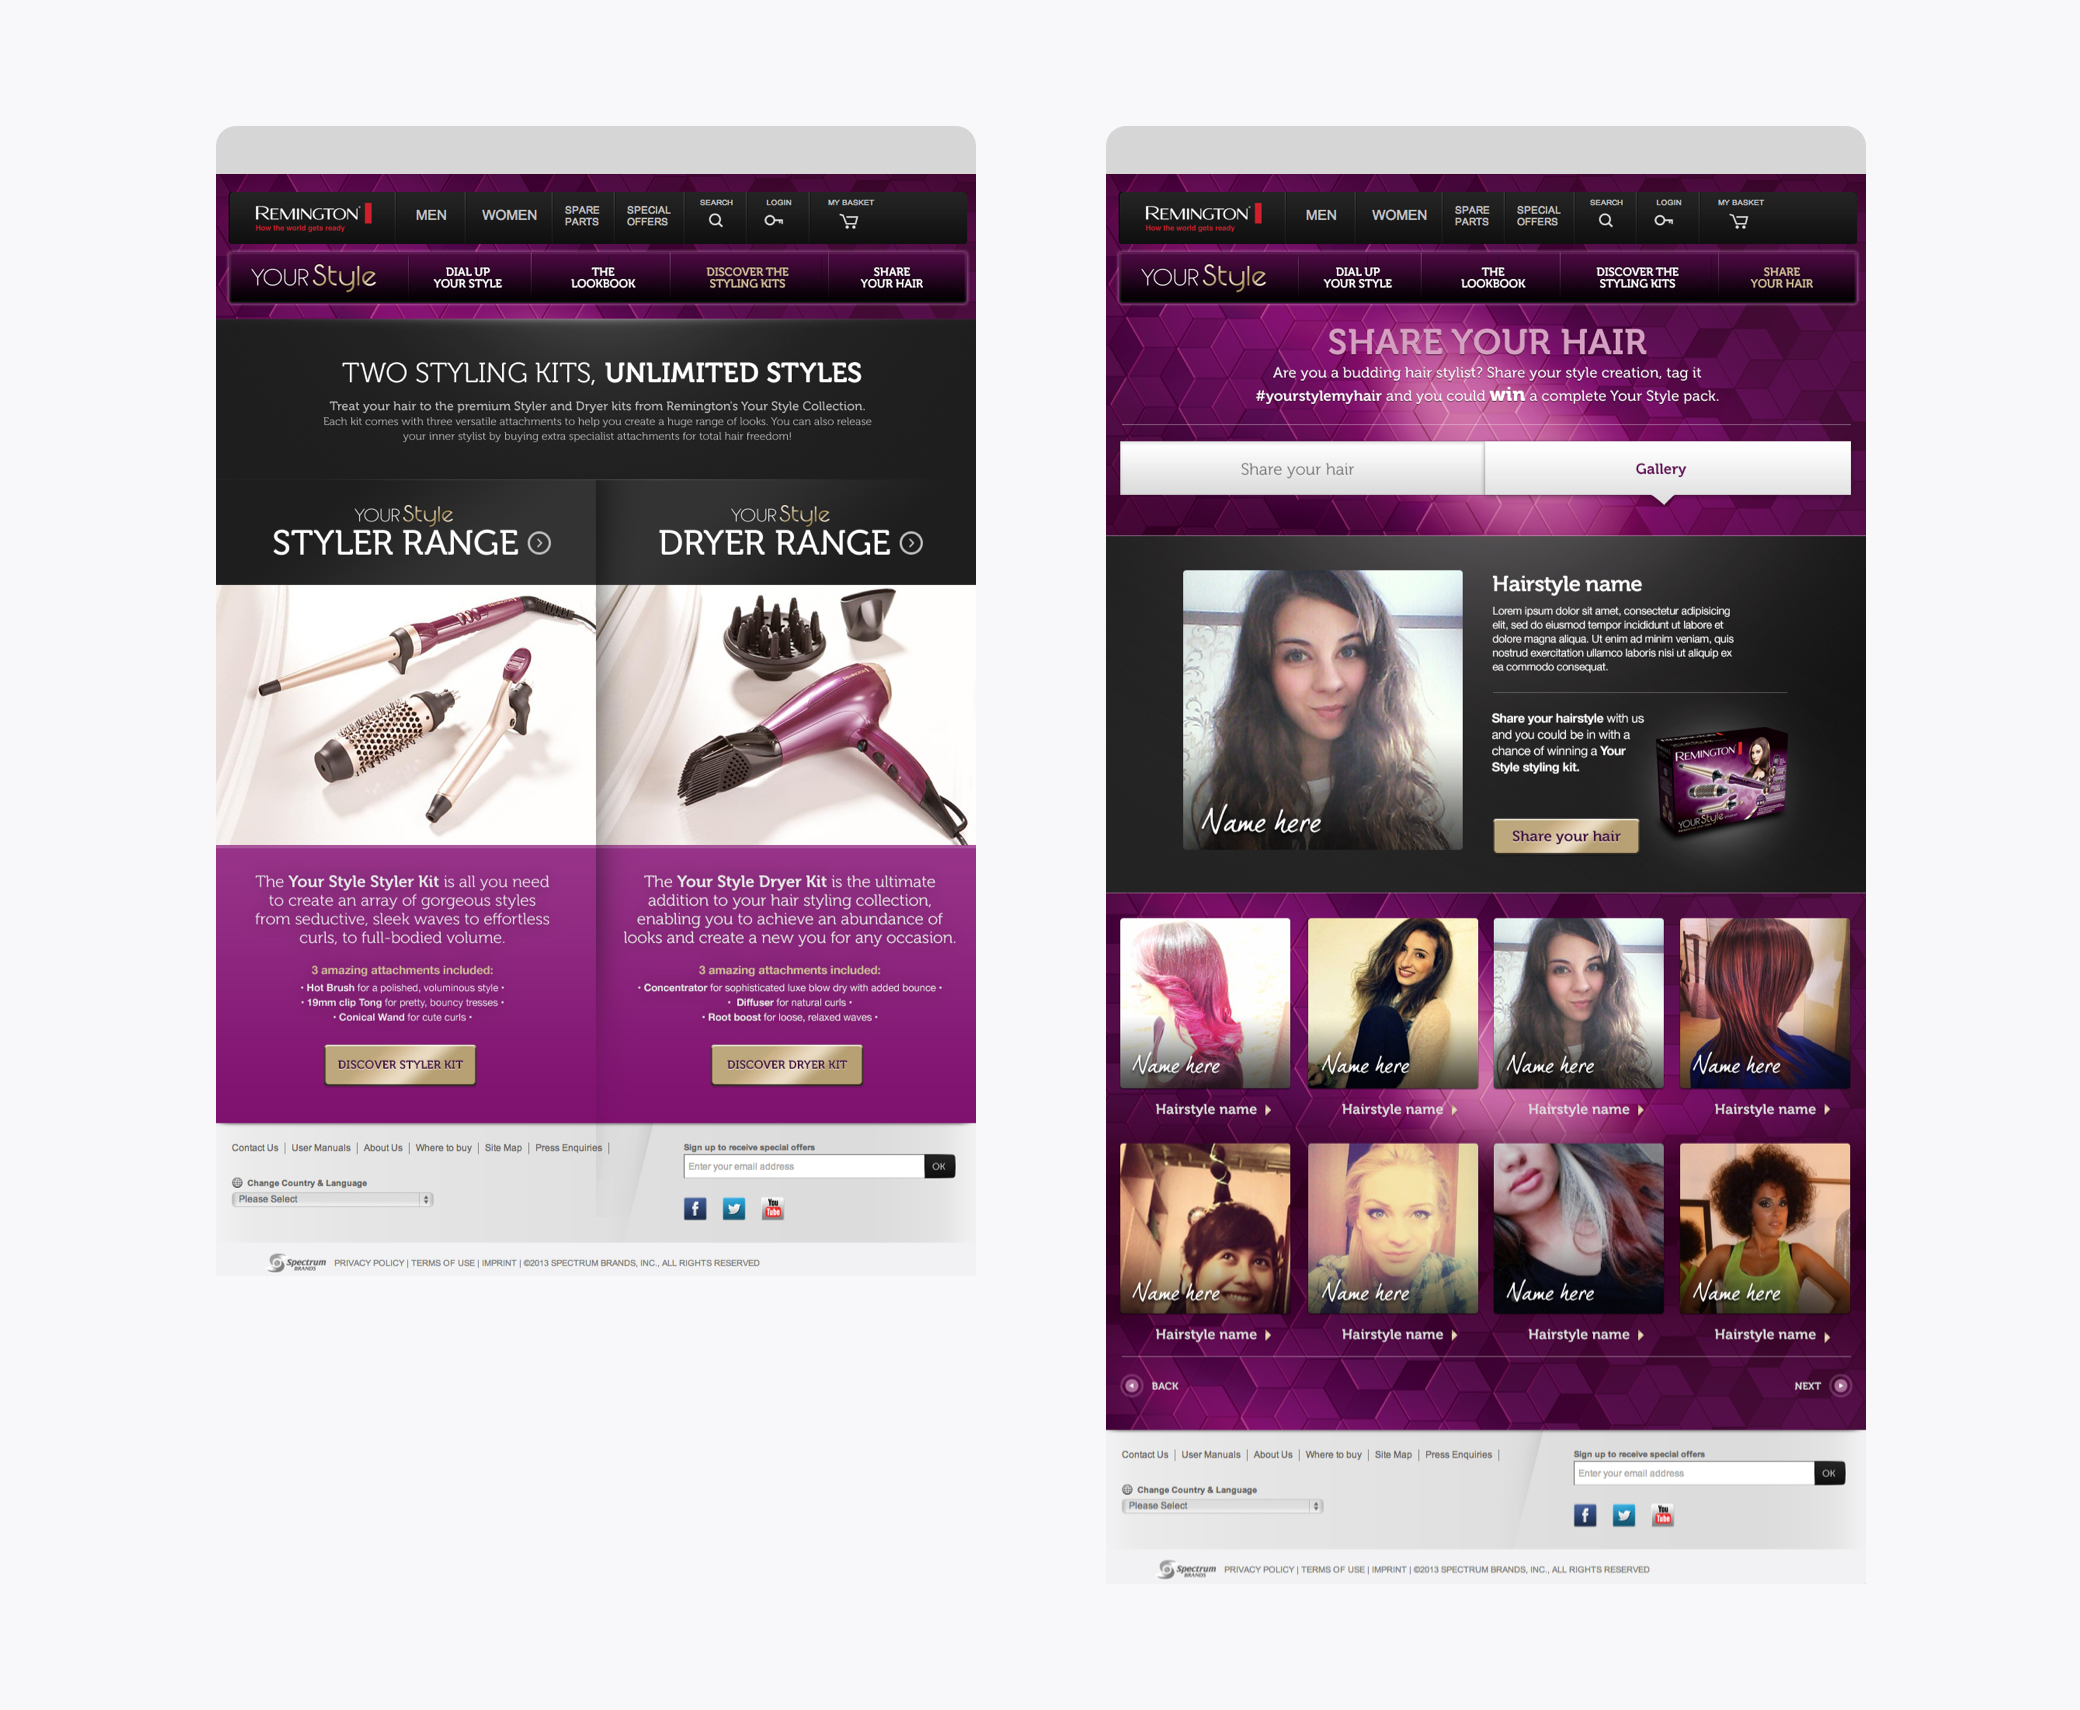 REMINGTON
How the world gets ready
MEN
WOMEN
SPARE PARTS
SPECIAL OFFERS
SEARCH
LOGIN
MY BASKET
YOUR Style
DIAL UP YOUR STYLE
THE LOOKBOOK
DISCOVER THE STYLING KITS
SHARE YOUR HAIR
TWO STYLING KITS, UNLIMITED STYLES
Treat your hair to the premium Styler and Dryer kits from Remington's Your Style Collection.
Each kit comes with three versatile attachments to help you create a huge range of looks. You can also release
your inner stylist by buying extra specialist attachments for total hair freedom!
YOUR Style
STYLER RANGE
YOUR Style
DRYER RANGE
The Your Style Styler Kit is all you need
to create an array of gorgeous styles
from seductive, sleek waves to effortless
curls, to full-bodied volume.
3 amazing attachments included:
• Hot Brush for a polished, voluminous style •
• 19mm clip Tong for pretty, bouncy tresses •
• Conical Wand for cute curls •
DISCOVER STYLER KIT
The Your Style Dryer Kit is the ultimate
addition to your hair styling collection,
enabling you to achieve an abundance of
looks and create a new you for any occasion.
3 amazing attachments included:
• Concentrator for sophisticated luxe blow dry with added bounce •
• Diffuser for natural curls •
• Root boost for loose, relaxed waves •
DISCOVER DRYER KIT
Contact Us | User Manuals | About Us | Where to buy | Site Map | Press Enquiries |
Change Country & Language
Please Select
Sign up to receive special offers
Enter your email address
OK
f
You Tube
Spectrum BRANDS
PRIVACY POLICY | TERMS OF USE | IMPRINT | ©2013 SPECTRUM BRANDS, INC., ALL RIGHTS RESERVED
REMINGTON
How the world gets ready
MEN
WOMEN
SPARE PARTS
SPECIAL OFFERS
SEARCH
LOGIN
MY BASKET
YOUR Style
DIAL UP YOUR STYLE
THE LOOKBOOK
DISCOVER THE STYLING KITS
SHARE YOUR HAIR
SHARE YOUR HAIR
Are you a budding hair stylist? Share your style creation, tag it
#yourstylemyhair and you could win a complete Your Style pack.
Share your hair
Gallery
Name here
Hairstyle name
Lorem ipsum dolor sit amet, consectetur adipisicing
elit, sed do eiusmod tempor incididunt ut labore et
dolore magna aliqua. Ut enim ad minim veniam, quis
nostrud exercitation ullamco laboris nisi ut aliquip ex
ea commodo consequat.
Share your hairstyle with us
and you could be in with a
chance of winning a Your
Style styling kit.
Share your hair
REMINGTON
YOUR Style
Name here
Name here
Name here
Name here
Hairstyle name
Hairstyle name
Hairstyle name
Hairstyle name
Name here
Name here
Name here
Name here
Hairstyle name
Hairstyle name
Hairstyle name
Hairstyle name
BACK
NEXT
Contact Us | User Manuals | About Us | Where to buy | Site Map | Press Enquiries |
Change Country & Language
Please Select
Sign up to receive special offers
Enter your email address
OK
f
You Tube
Spectrum BRANDS
PRIVACY POLICY | TERMS OF USE | IMPRINT | ©2013 SPECTRUM BRANDS, INC., ALL RIGHTS RESERVED